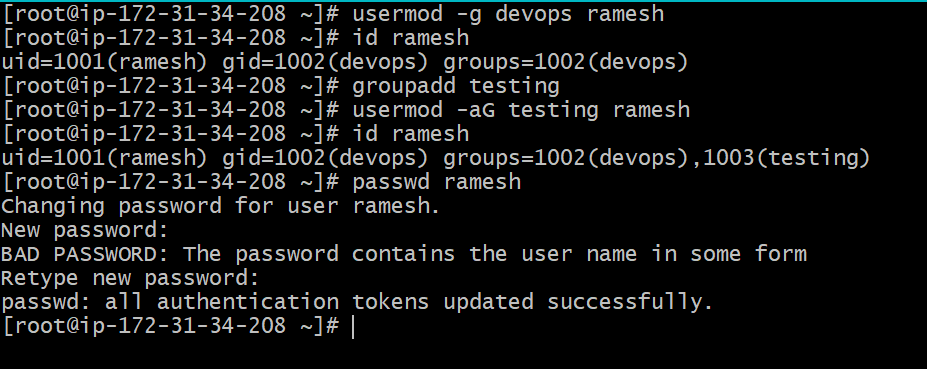 [root@ip-172-31-34-208 ~]# usermod -g devops ramesh
[root@ip-172-31-34-208 ~]# id ramesh
uid=1001(ramesh) gid=1002(devops) groups=1002(devops)
[root@ip-172-31-34-208 ~]# groupadd testing
[root@ip-172-31-34-208 ~]# usermod -aG testing ramesh
[root@ip-172-31-34-208 ~]# id ramesh
uid=1001(ramesh) gid=1002(devops) groups=1002(devops),1003(testing)
[root@ip-172-31-34-208 ~]# passwd ramesh
Changing password for user ramesh.
New password:
BAD PASSWORD: The password contains the user name in some form
Retype new password:
passwd: all authentication tokens updated successfully.
[root@ip-172-31-34-208 ~]#